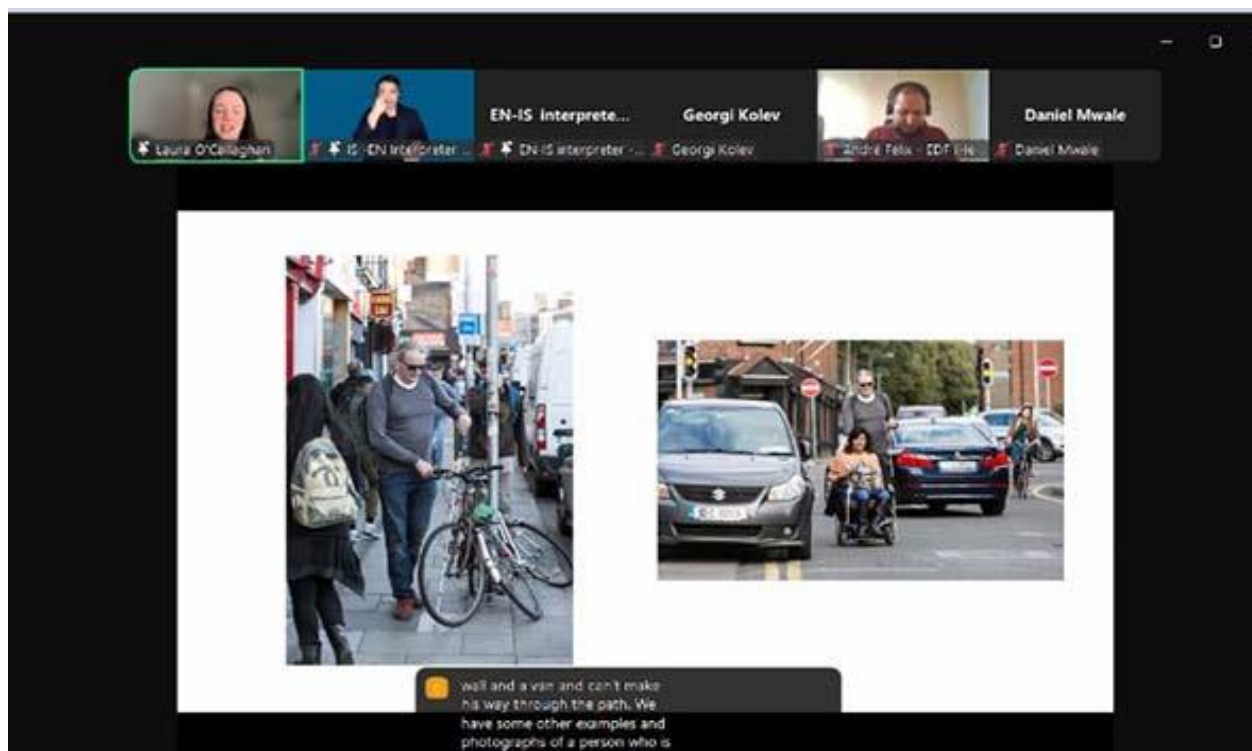 EN-IS interprete...
Georgi Kolev
Daniel Mwale
Laura O'Callaghan
IS -EN Interpreter ...
EN-IS interpreter -...
Georgi Kolev
André Félix - EDF
Daniel Mwale
wall and a van and can't make
his way through the path. We
have some other examples and
photographs of a person who is